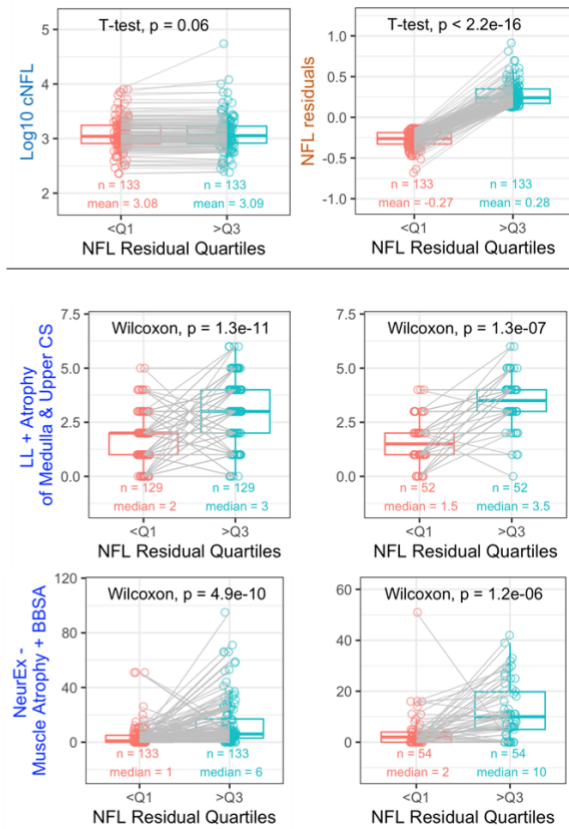 T-test, p = 0.06
Log10 cNFL
5
4
3
2
n = 133
n = 133
mean = 3.08
mean = 3.09
<Q1
>Q3
NFL Residual Quartiles
T-test, p < 2.2e-16
NFL residuals
1.0
0.5
0.0
-0.5
-1.0
n = 133
n = 133
mean = -0.27
mean = 0.28
<Q1
>Q3
NFL Residual Quartiles
LL + Atrophy
of Medulla & Upper CS
Wilcoxon, p = 1.3e-11
7.5
5.0
2.5
0.0
n = 129
n = 129
median = 2
median = 3
<Q1
>Q3
NFL Residual Quartiles
Wilcoxon, p = 1.3e-07
7.5
5.0
2.5
0.0
n = 52
n = 52
median = 1.5
median = 3.5
<Q1
>Q3
NFL Residual Quartiles
NeurEx -
Muscle Atrophy + BBSA
Wilcoxon, p = 4.9e-10
120
80
40
0
n = 133
n = 133
median = 1
median = 6
<Q1
>Q3
NFL Residual Quartiles
Wilcoxon, p = 1.2e-06
60
40
20
0
n = 54
n = 54
median = 2
median = 10
<Q1
>Q3
NFL Residual Quartiles